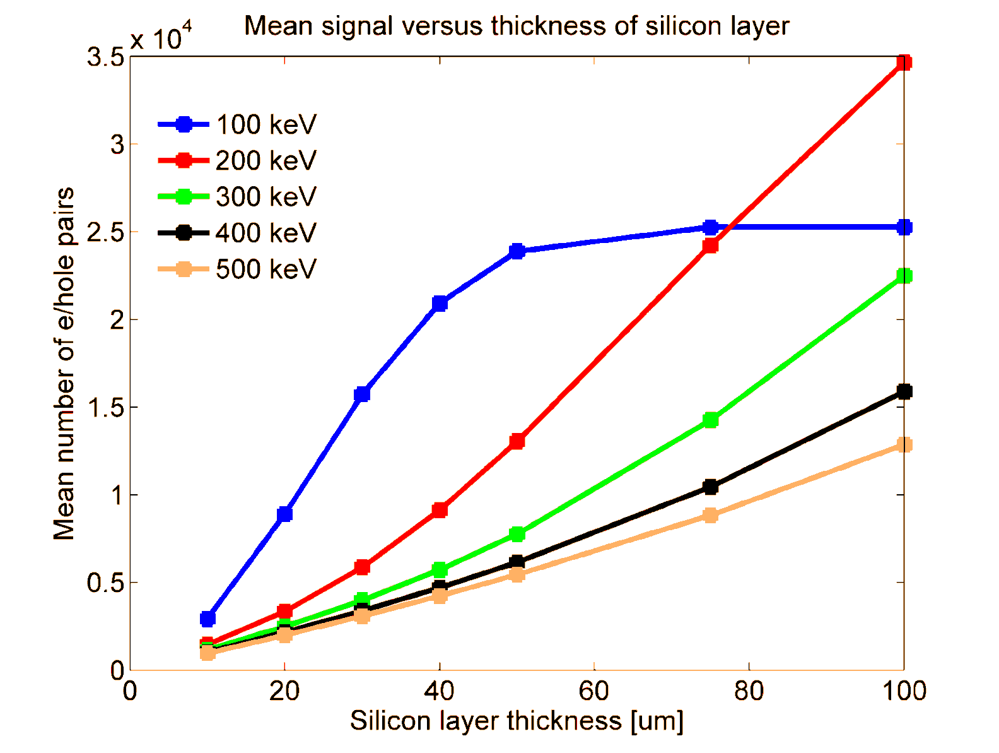 Mean signal versus thickness of silicon layer
x 10⁴
3.5
3
2.5
2
1.5
1
0.5
0
100 keV
200 keV
300 keV
400 keV
500 keV
Mean number of e/hole pairs
0 20 40 60 80 100
Silicon layer thickness [um]